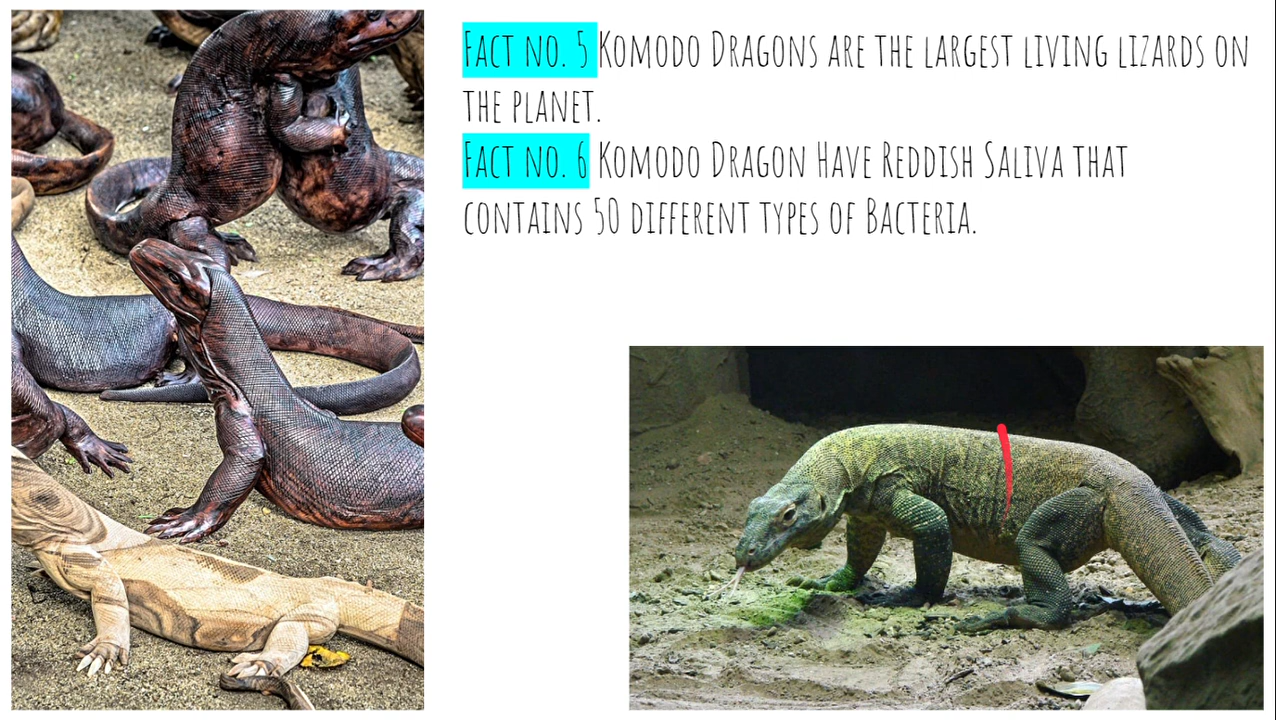 Fact no. 5 Komodo Dragons are the largest living lizards on
the planet.
Fact no. 6 Komodo Dragon Have Reddish Saliva that
contains 50 different types of Bacteria.